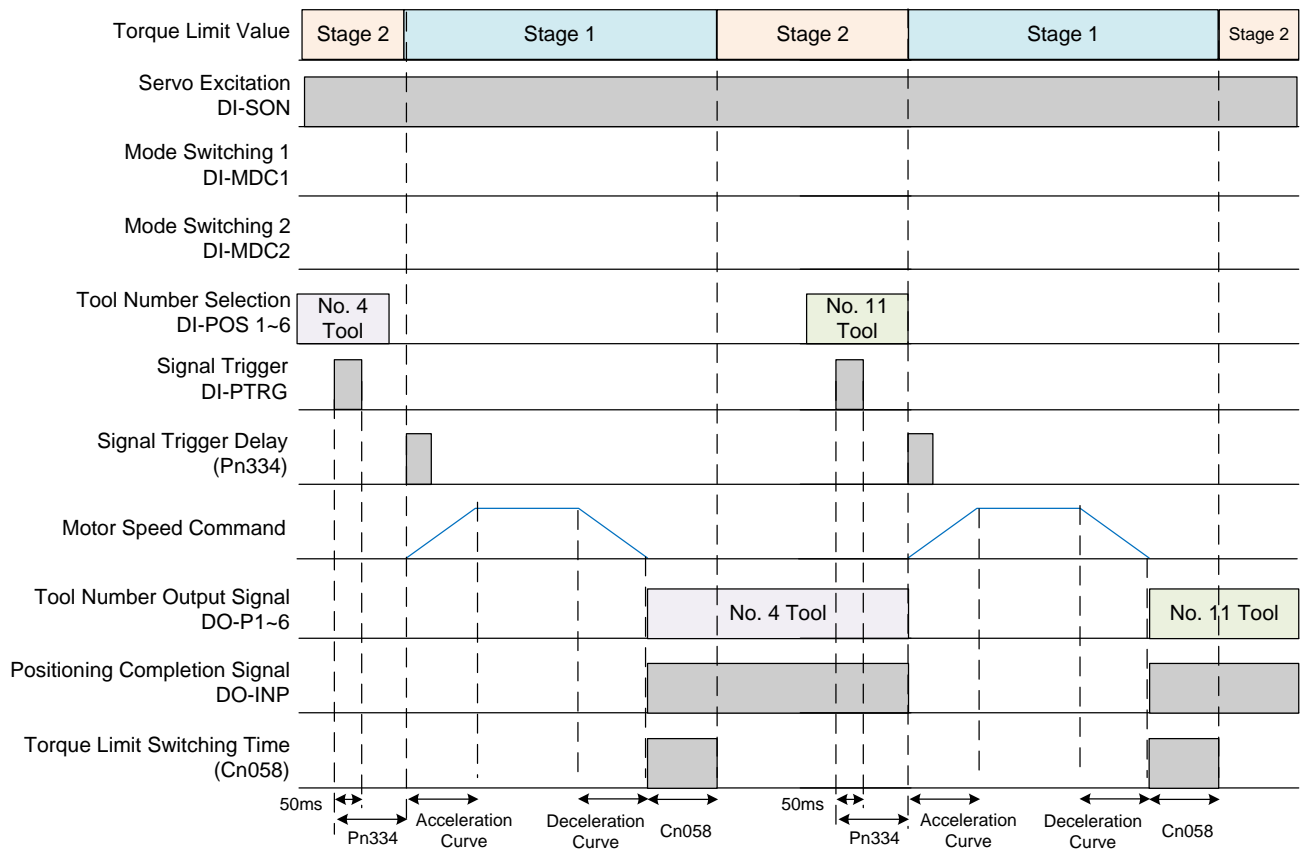 Torque Limit Value
Stage 2
Stage 1
Stage 2
Stage 1
Stage 2
Servo Excitation
DI-SON
Mode Switching 1
DI-MDC1
Mode Switching 2
DI-MDC2
Tool Number Selection
DI-POS 1~6
No. 4
Tool
No. 11
Tool
Signal Trigger
DI-PTRG
Signal Trigger Delay
(Pn334)
Motor Speed Command
Tool Number Output Signal
DO-P1~6
No. 4 Tool
No. 11 Tool
Positioning Completion Signal
DO-INP
Torque Limit Switching Time
(Cn058)
50ms
Pn334
Acceleration
Curve
Deceleration
Curve
Cn058
50ms
Pn334
Acceleration
Curve
Deceleration
Curve
Cn058